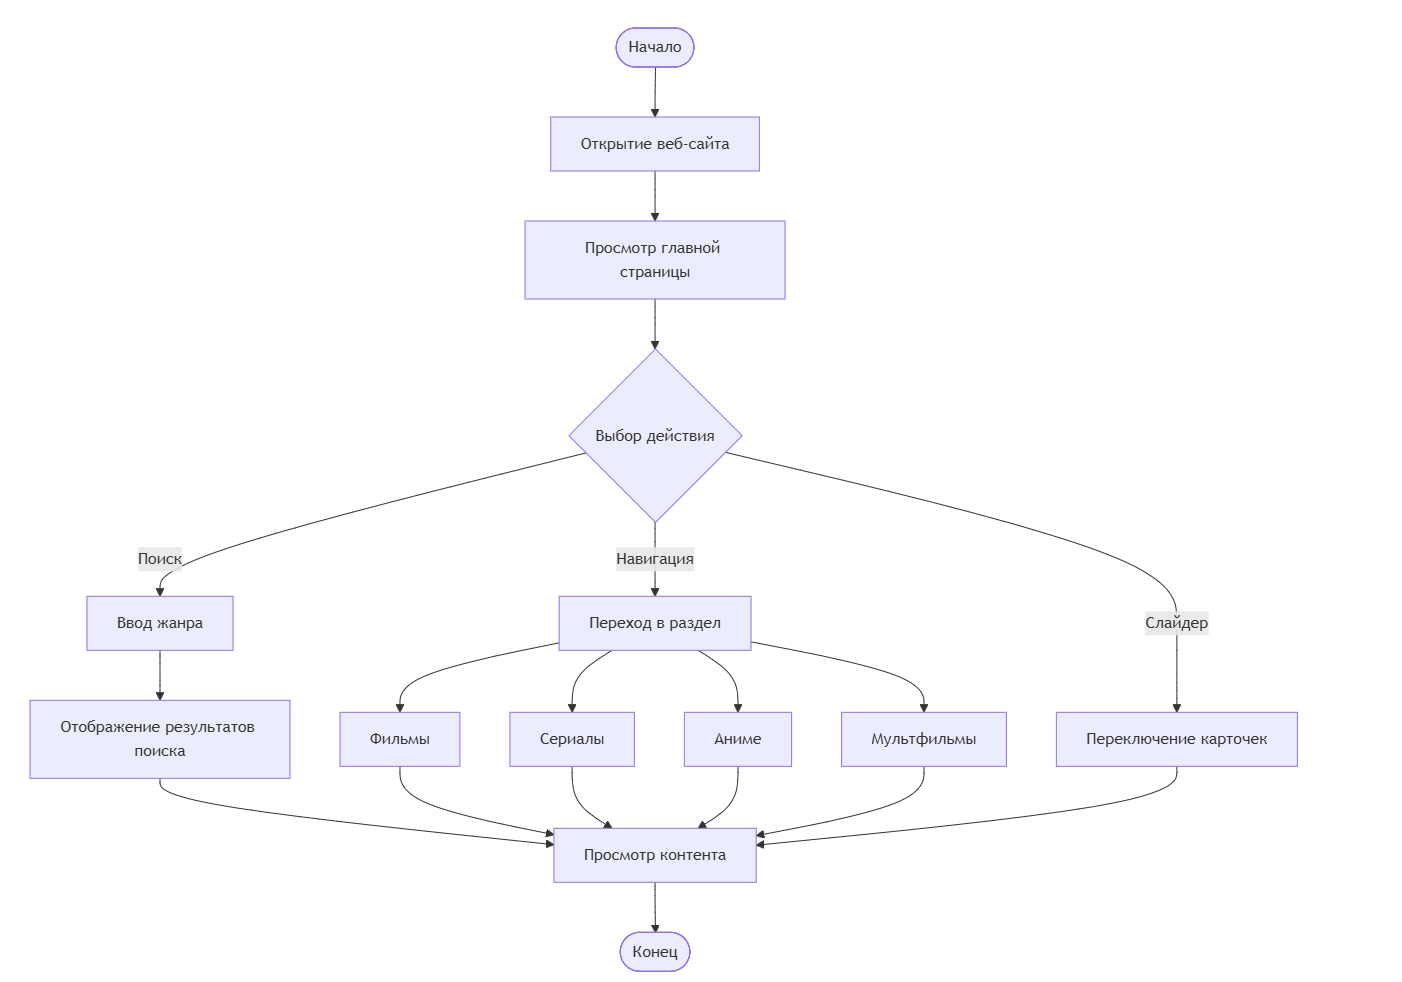 Начало
Открытие веб-сайта
Просмотр главной
страницы
Выбор действия
Поиск
Навигация
Слайдер
Ввод жанра
Переход в раздел
Отображение результатов
поиска
Фильмы
Сериалы
Аниме
Мультфильмы
Переключение карточек
Просмотр контента
Конец